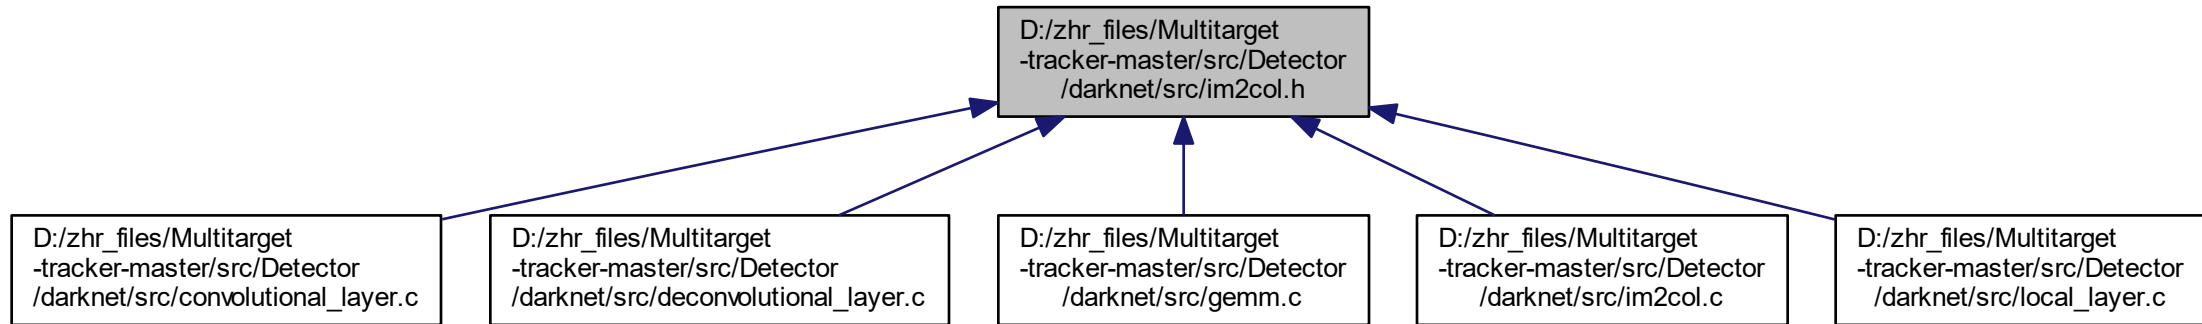 D:/zhr_files/Multitarget
-tracker-master/src/Detector
/darknet/src/im2col.h
D:/zhr_files/Multitarget
-tracker-master/src/Detector
/darknet/src/convolutional_layer.c
D:/zhr_files/Multitarget
-tracker-master/src/Detector
/darknet/src/deconvolutional_layer.c
D:/zhr_files/Multitarget
-tracker-master/src/Detector
/darknet/src/gemm.c
D:/zhr_files/Multitarget
-tracker-master/src/Detector
/darknet/src/im2col.c
D:/zhr_files/Multitarget
-tracker-master/src/Detector
/darknet/src/local_layer.c